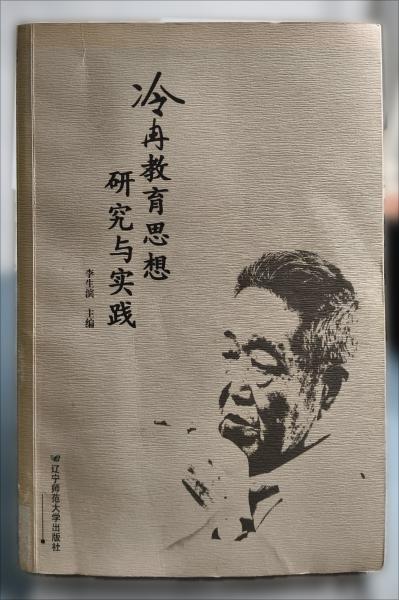 冷冉教育思想
研究与实践
李生滨 主编
辽宁师范大学出版社